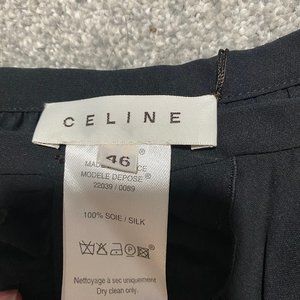 CELINE
46
®
MODELE DEPOSE ®
22039 / 0089
100% SOIE / SILK
Nettoyage à sec uniquement
Dry clean only.